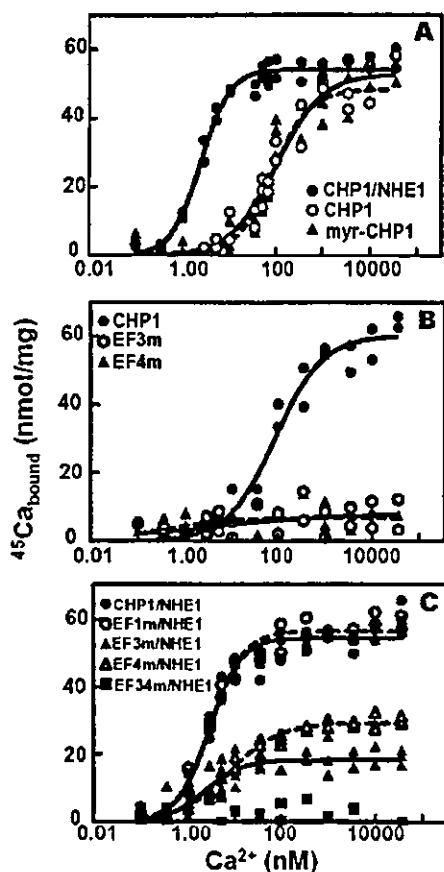 A
60
40
20
0
CHP1/NHE1
CHP1
myr-CHP1
0.01 1.00 100 10000
B
CHP1
EF3m
EF4m
60
40
20
0
0.01 1.00 100 10000
C
CHP1/NHE1
EF1m/NHE1
EF3m/NHE1
EF4m/NHE1
EF34m/NHE1
60
40
20
0
0.01 1.00 100 10000
45Ca bound (nmol/mg)
Ca2+ (nM)